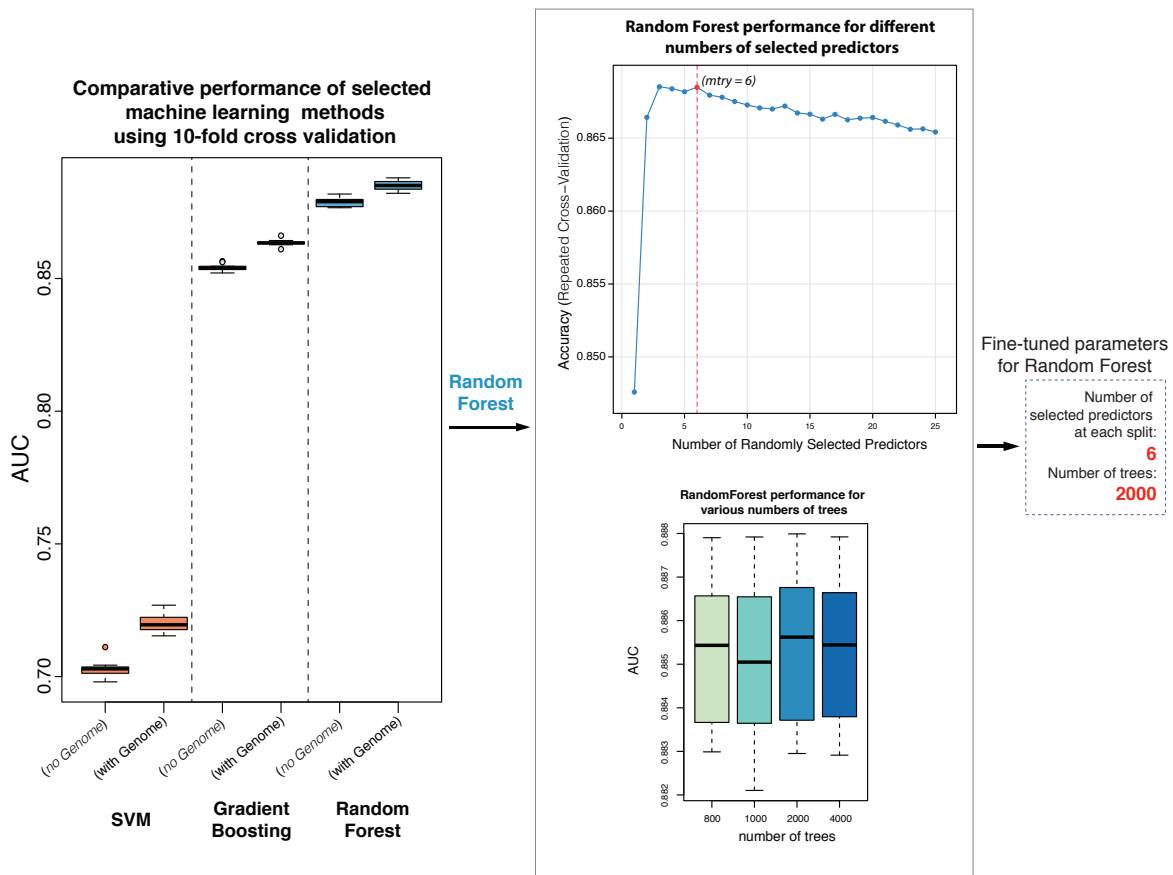 Comparative performance of selected
machine learning methods
using 10-fold cross validation
AUC
0.85
0.80
0.75
0.70
(no Genome)
(with Genome)
(no Genome)
(with Genome)
(no Genome)
(with Genome)
SVM
Gradient
Boosting
Random
Forest
Random
Forest
Random Forest performance for different
numbers of selected predictors
(mtry = 6)
Accuracy (Repeated Cross−Validation)
0.865
0.860
0.855
0.850
0 5 10 15 20 25
Number of Randomly Selected Predictors
RandomForest performance for
various numbers of trees
AUC
0.888
0.887
0.886
0.885
0.884
0.883
0.882
800 1000 2000 4000
number of trees
Fine-tuned parameters
for Random Forest
Number of
selected predictors
at each split:
6
Number of trees:
2000